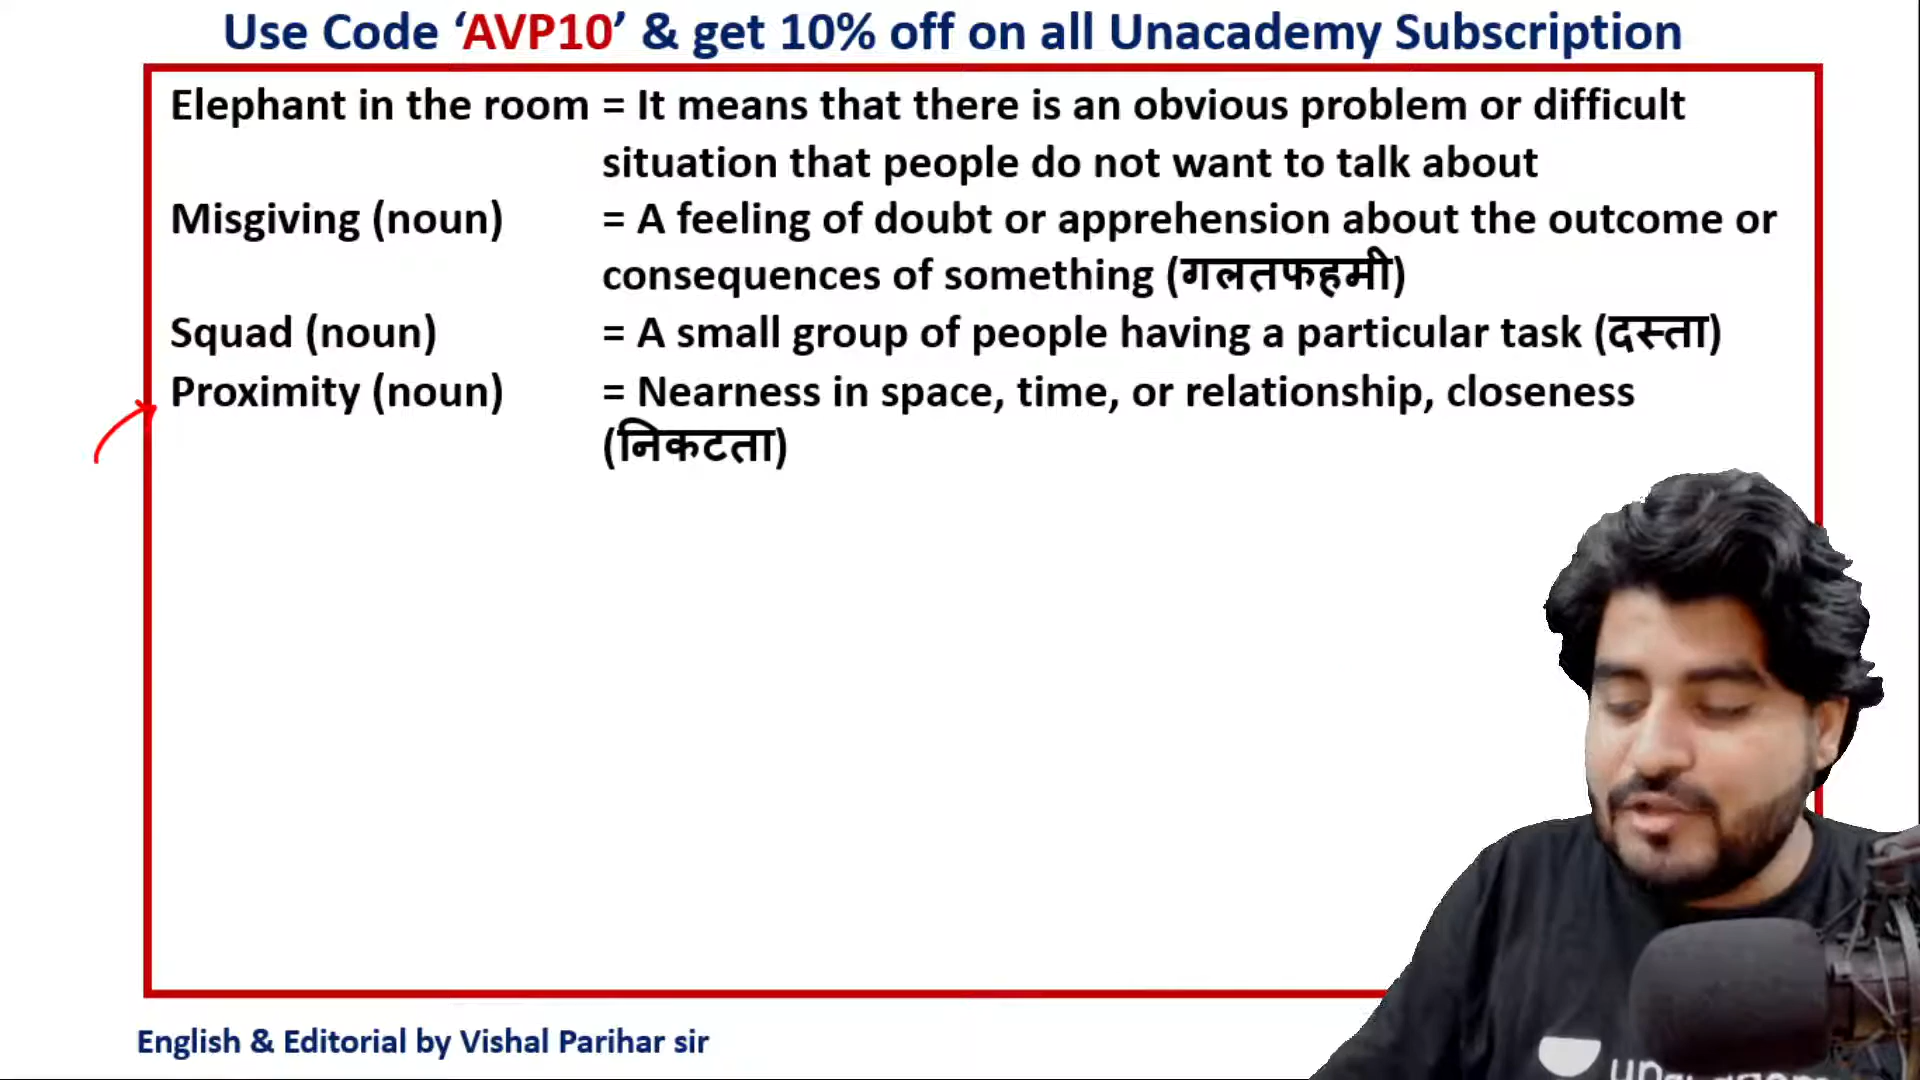 Use Code ‘AVP10’ & get 10% off on all Unacademy Subscription
Elephant in the room = It means that there is an obvious problem or difficult
situation that people do not want to talk about
Misgiving (noun) = A feeling of doubt or apprehension about the outcome or
consequences of something (गलतफहमी)
Squad (noun) = A small group of people having a particular task (दस्ता)
Proximity (noun) = Nearness in space, time, or relationship, closeness
(निकटता)
English & Editorial by Vishal Parihar sir